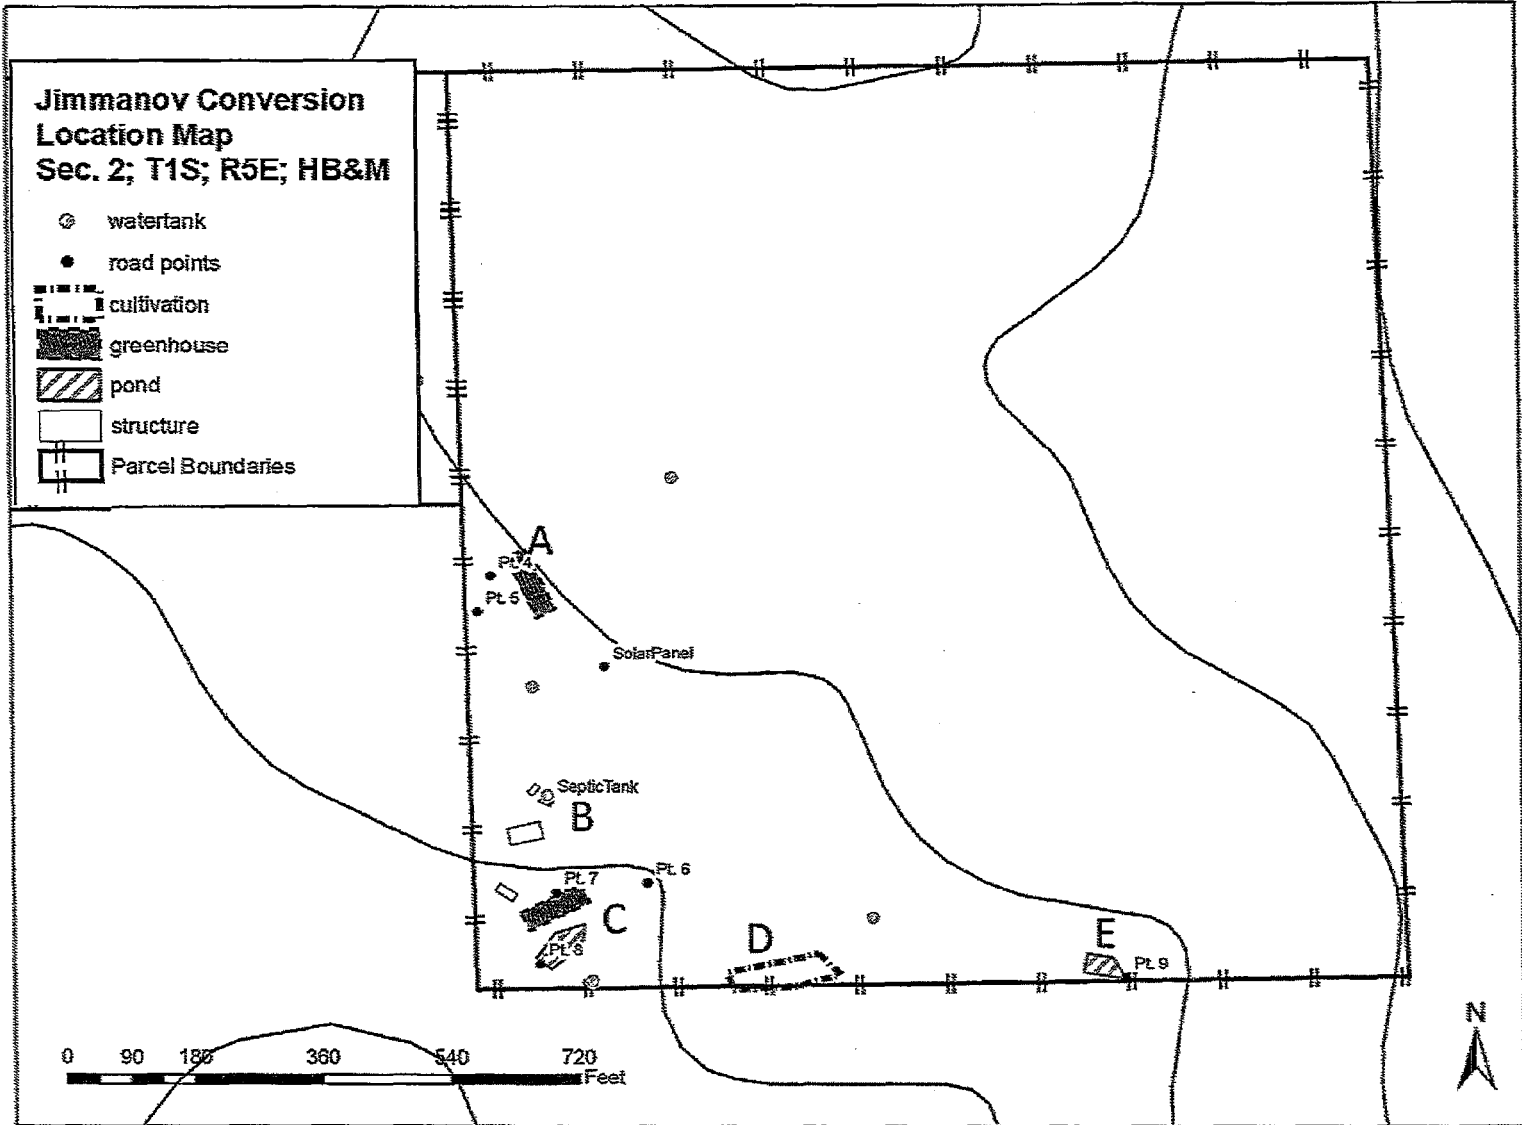 Jimmanov Conversion
Location Map
Sec. 2; T1S; R5E; HB&M
watertank
road points
cultivation
greenhouse
pond
structure
Parcel Boundaries
A
Pt. 4
Pt. 5
SolarPanel
SepticTank
B
Pt. 6
Pt. 7
C
Pt. 8
D
E
Pt. 9
N
0 90 180 360 540 720
Feet